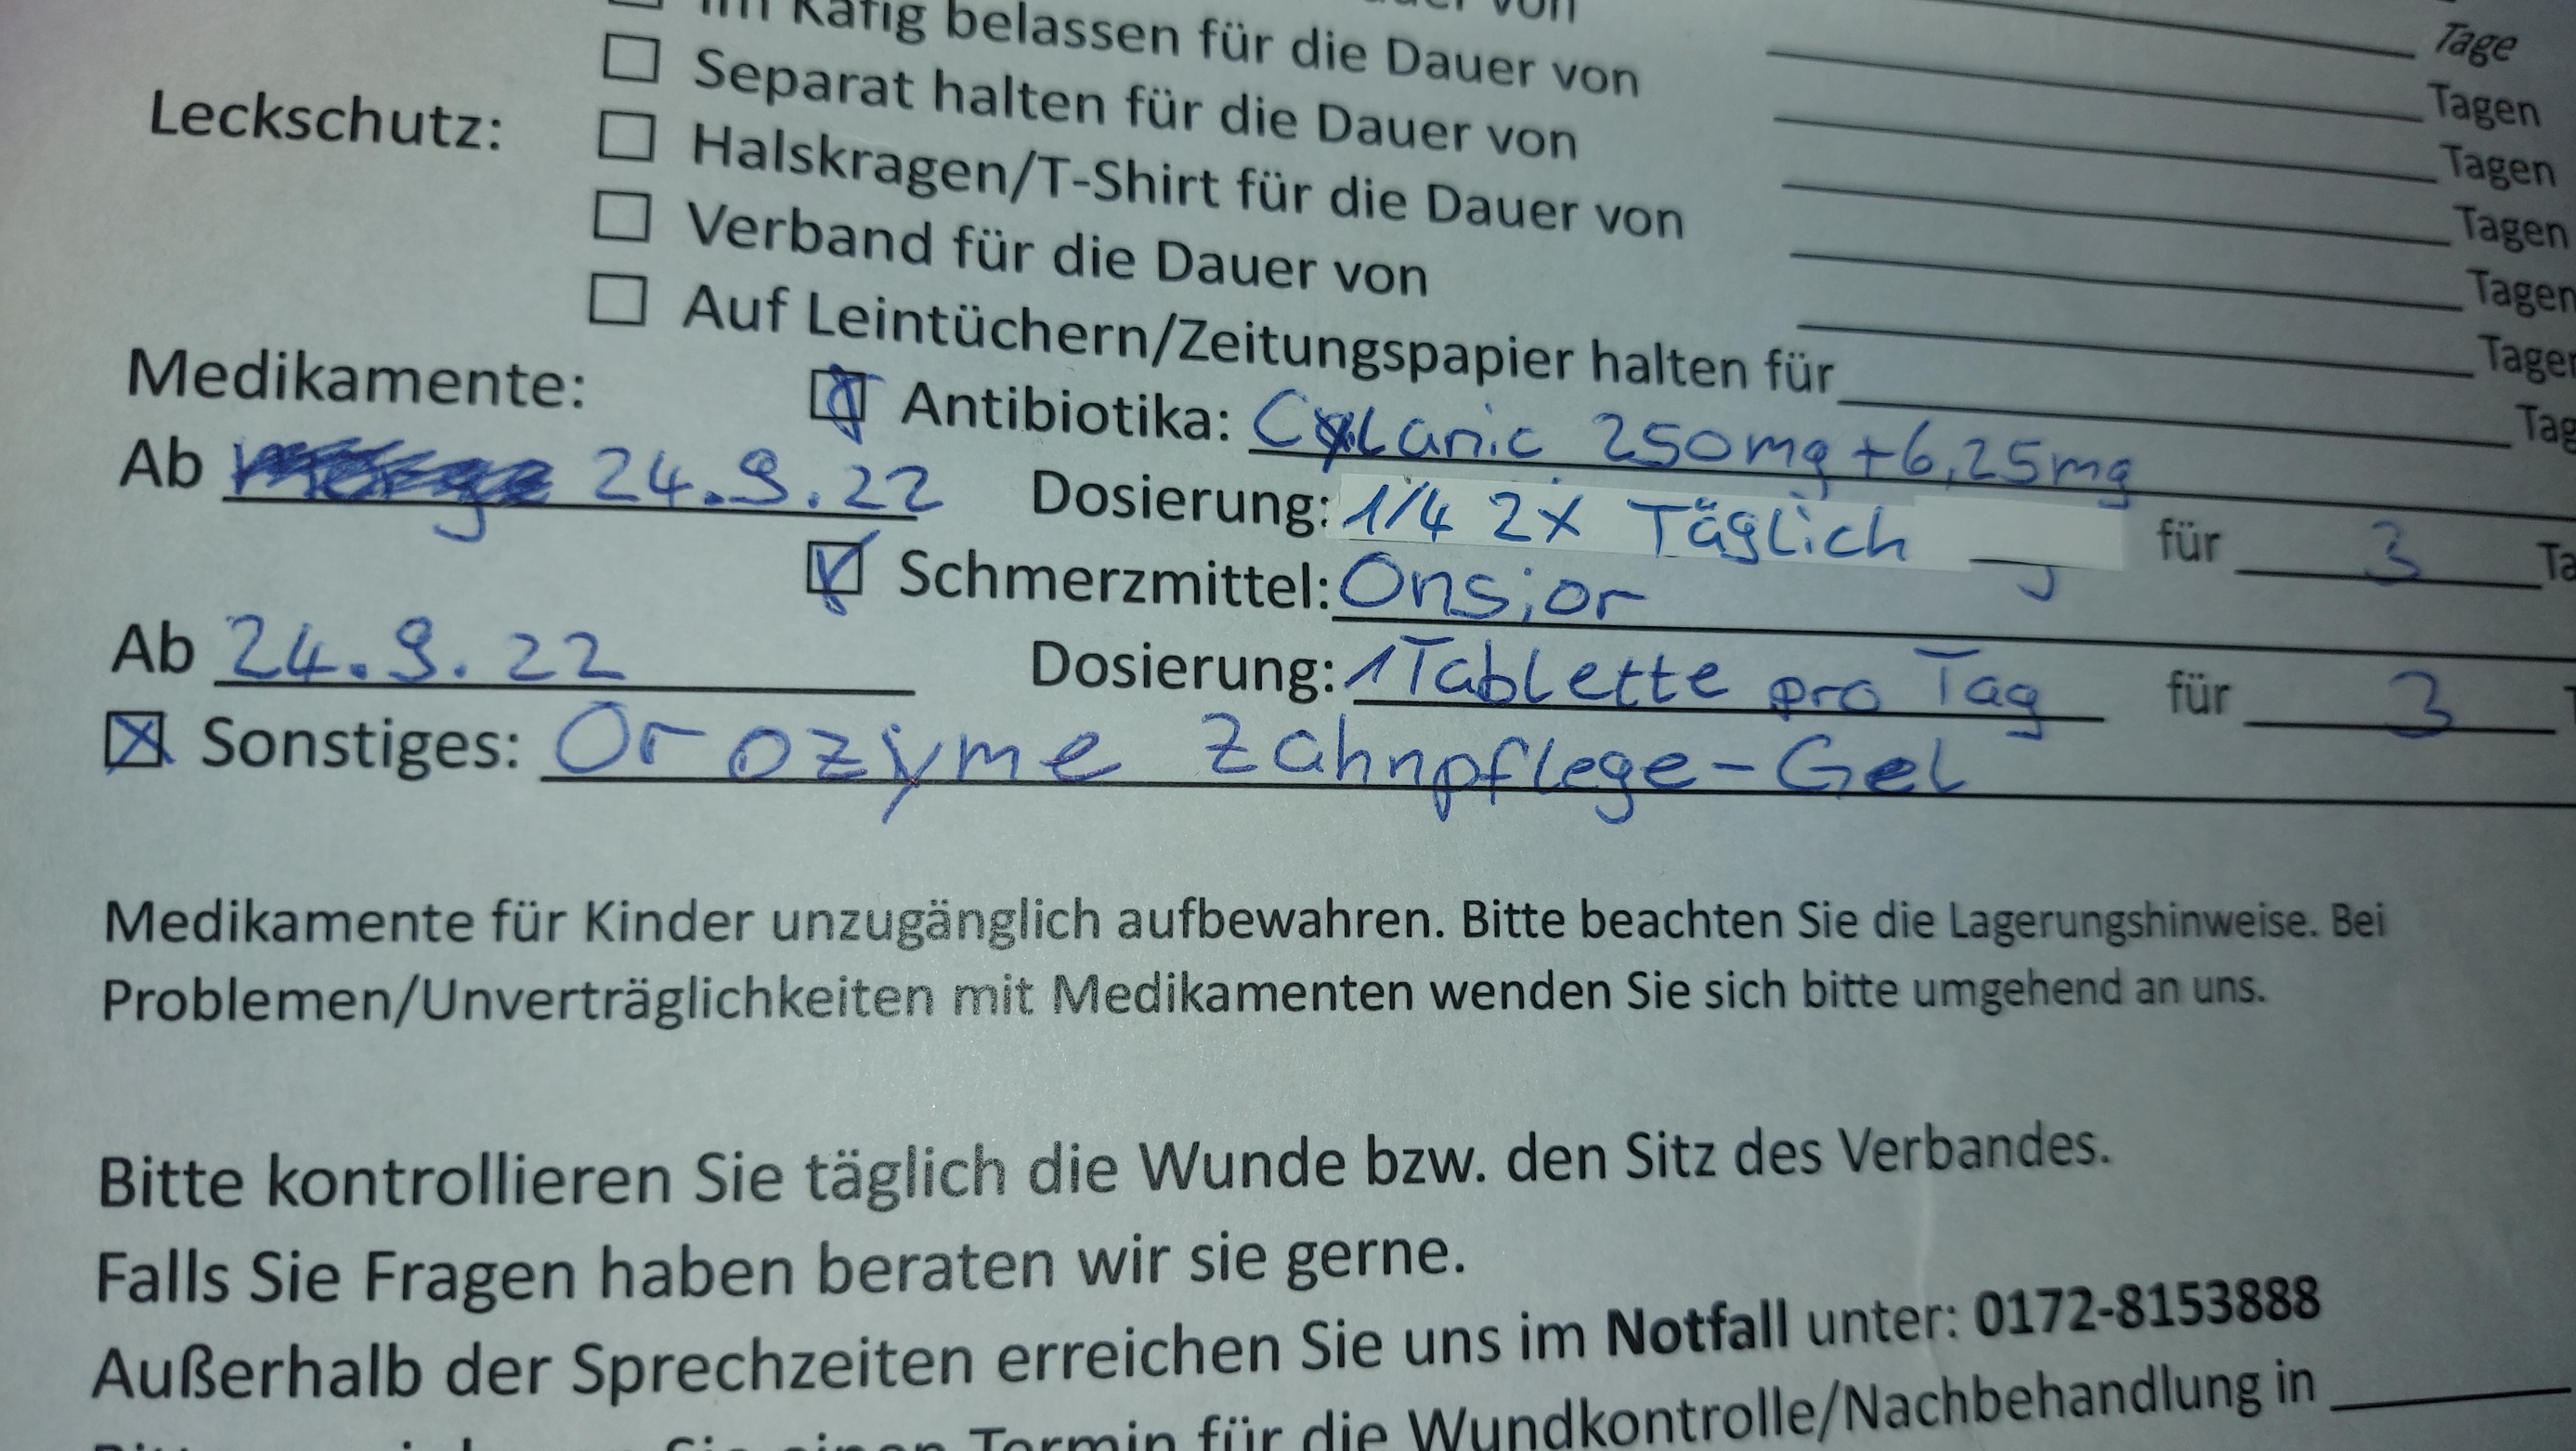 Käfig belassen für die Dauer von Tage
Separat halten für die Dauer von Tagen
Leckschutz: Halskragen/T-Shirt für die Dauer von Tagen
Verband für die Dauer von Tagen
Auf Leintüchern/Zeitungspapier halten für Tagen
Medikamente: Antibiotika: Cylanic 250mg+6,25mg
Ab 24.9.22 Dosierung: 1/4 2x Täglich für 3
Schmerzmittel: Onsior
Ab 24.9.22 Dosierung: 1 Tablette pro Tag für 3
Sonstiges: Orozyme Zahnpflege-Gel
Medikamente für Kinder unzugänglich aufbewahren. Bitte beachten Sie die Lagerungshinweise. Bei
Problemen/Unverträglichkeiten mit Medikamenten wenden Sie sich bitte umgehend an uns.
Bitte kontrollieren Sie täglich die Wunde bzw. den Sitz des Verbandes.
Falls Sie Fragen haben beraten wir sie gerne.
Außerhalb der Sprechzeiten erreichen Sie uns im Notfall unter: 0172-8153888
einen Termin für die Wundkontrolle/Nachbehandlung in